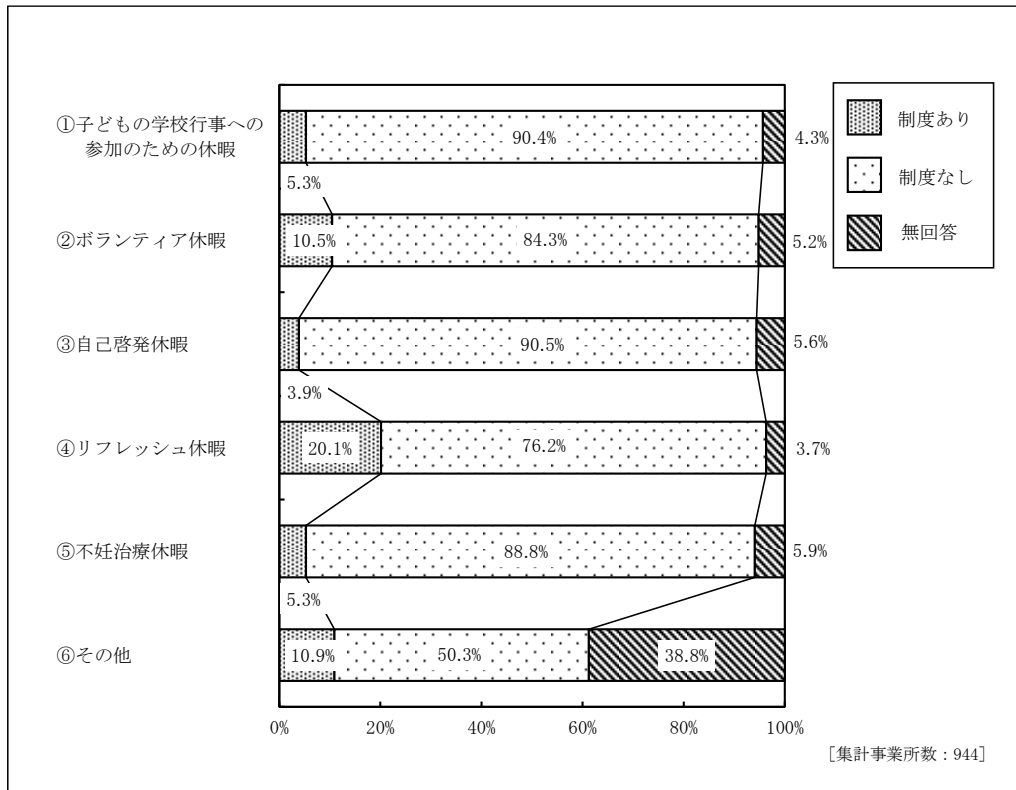 ①子どもの学校行事への
参加のための休暇
90.4%
4.3%
5.3%
②ボランティア休暇
10.5%
84.3%
5.2%
③自己啓発休暇
90.5%
5.6%
3.9%
④リフレッシュ休暇
20.1%
76.2%
3.7%
⑤不妊治療休暇
88.8%
5.9%
5.3%
⑥その他
10.9%
50.3%
38.8%
0%
20%
40%
60%
80%
100%
制度あり
制度なし
無回答
[集計事業所数:944]